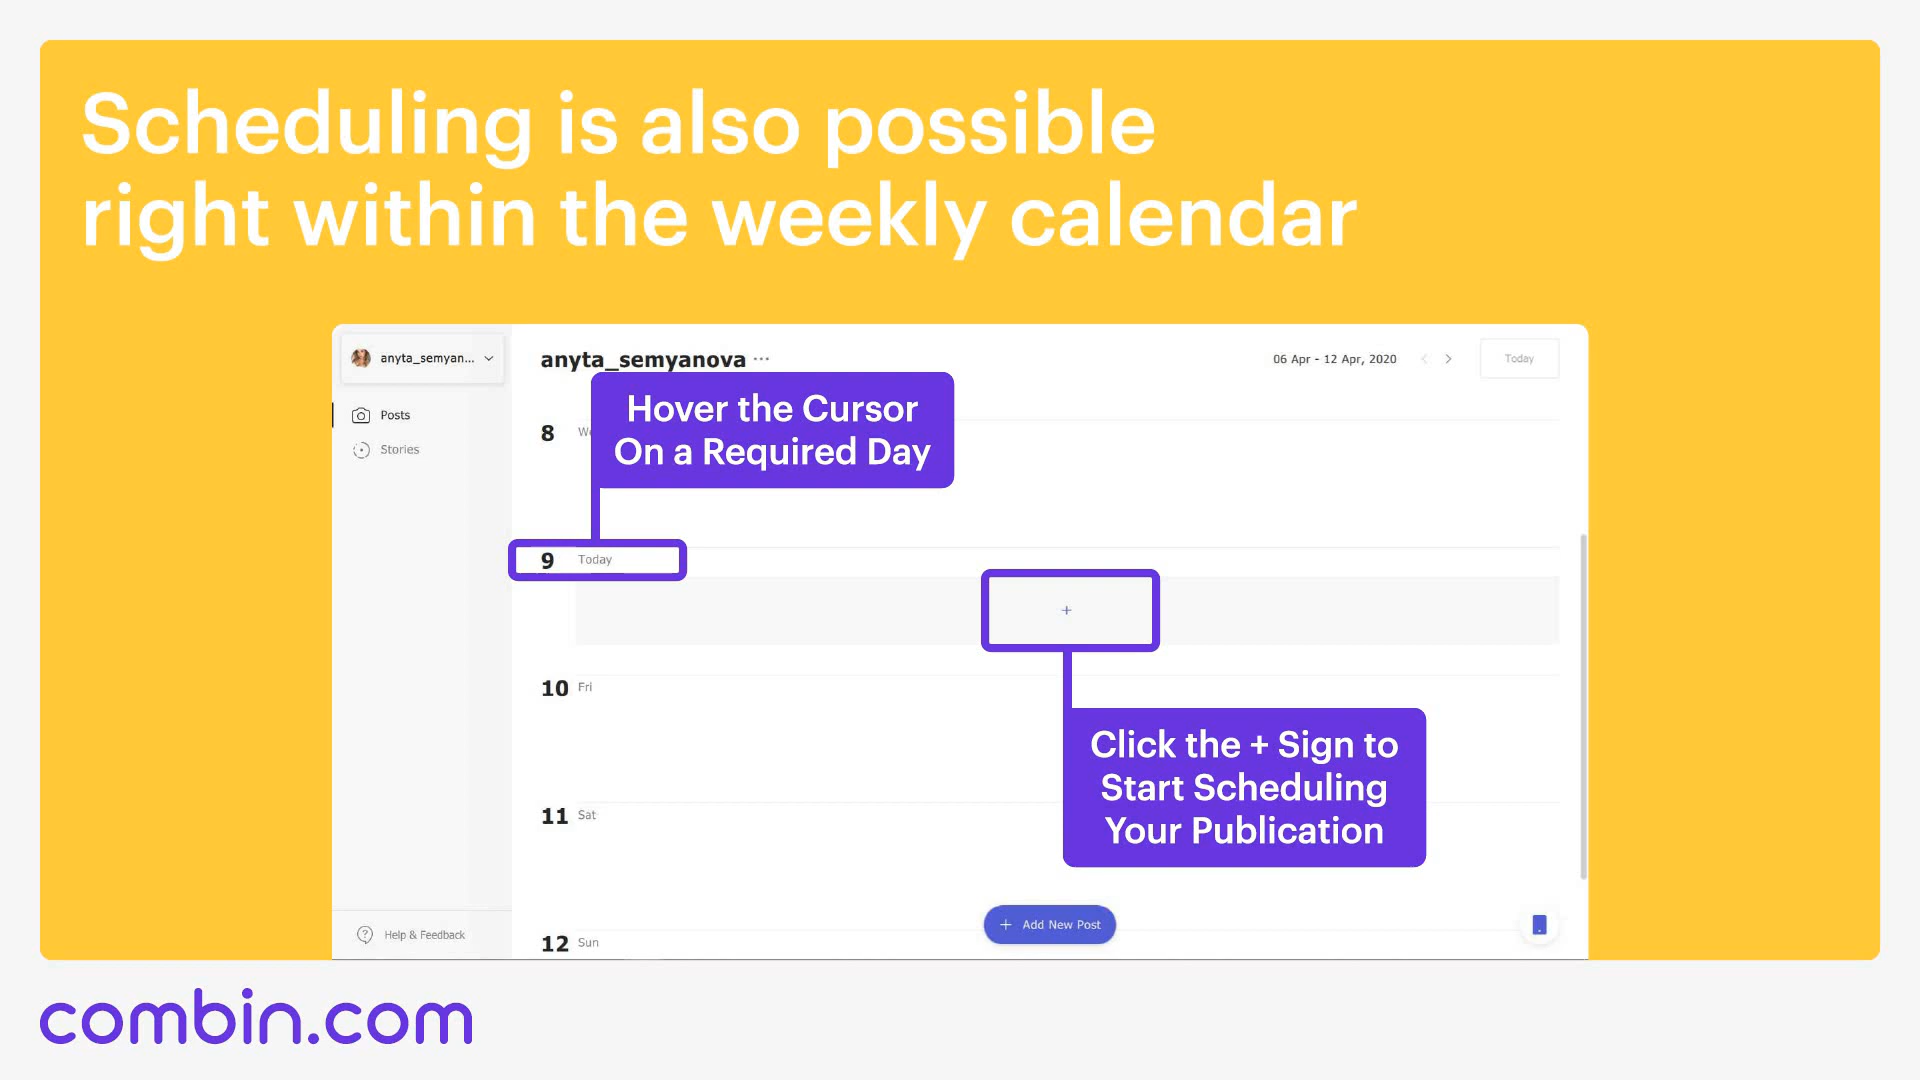 Scheduling is also possible
right within the weekly calendar
anyta_semyan...
Posts
Stories
Help & Feedback
anyta_semyanova ...
06 Apr - 12 Apr, 2020
Today
Hover the Cursor
On a Required Day
8
9 Today
+
10 Fri
Click the + Sign to
Start Scheduling
Your Publication
11 Sat
+ Add New Post
12 Sun
combin.com